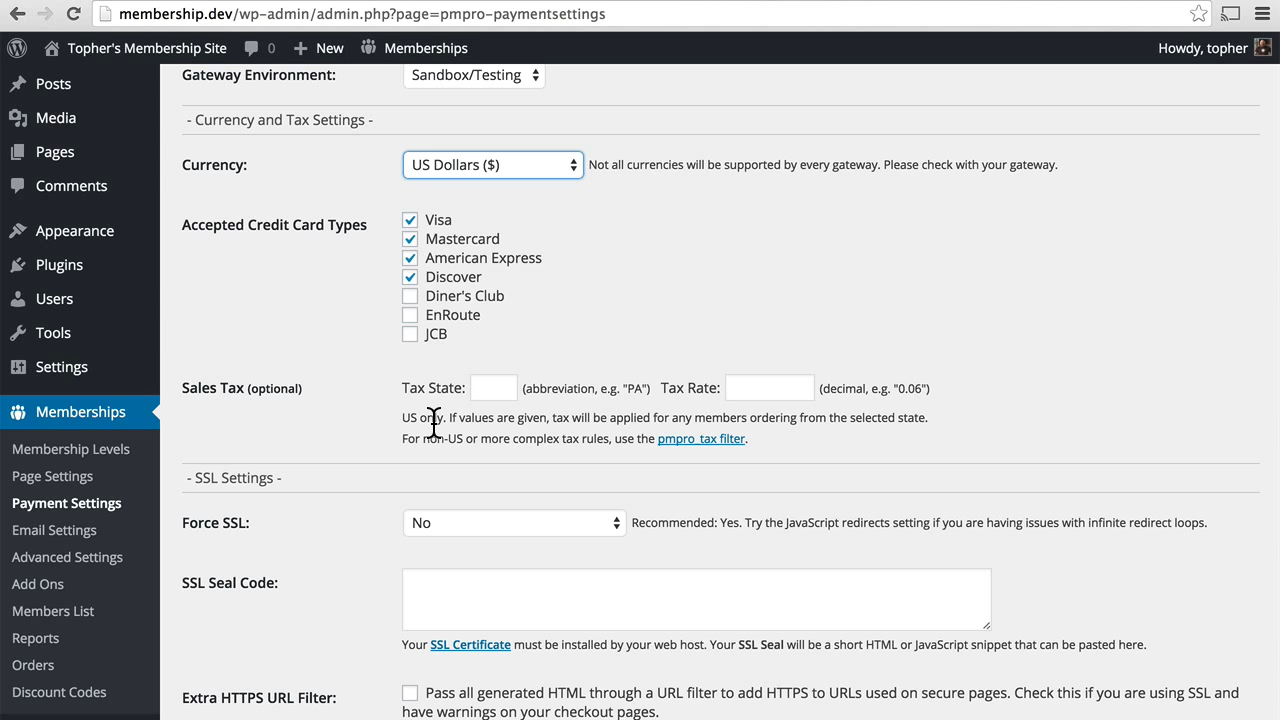 membership.dev/wp-admin/admin.php?page=pmpro-paymentsettings
Topher's Membership Site 0 New Memberships Howdy, topher
Posts
Media
Pages
Comments
Appearance
Plugins
Users
Tools
Settings
Memberships
Membership Levels
Page Settings
Payment Settings
Email Settings
Advanced Settings
Add Ons
Members List
Reports
Orders
Discount Codes
Gateway Environment: Sandbox/Testing
- Currency and Tax Settings -
Currency: US Dollars ($) Not all currencies will be supported by every gateway. Please check with your gateway.
Accepted Credit Card Types
Visa
Mastercard
American Express
Discover
Diner's Club
EnRoute
JCB
Sales Tax (optional) Tax State: (abbreviation, e.g. "PA") Tax Rate: (decimal, e.g. "0.06")
US only. If values are given, tax will be applied for any members ordering from the selected state.
For non-US or more complex tax rules, use the pmpro_tax filter.
- SSL Settings -
Force SSL: No Recommended: Yes. Try the JavaScript redirects setting if you are having issues with infinite redirect loops.
SSL Seal Code:
Your SSL Certificate must be installed by your web host. Your SSL Seal will be a short HTML or JavaScript snippet that can be pasted here.
Extra HTTPS URL Filter: Pass all generated HTML through a URL filter to add HTTPS to URLs used on secure pages. Check this if you are using SSL and
have warnings on your checkout pages.